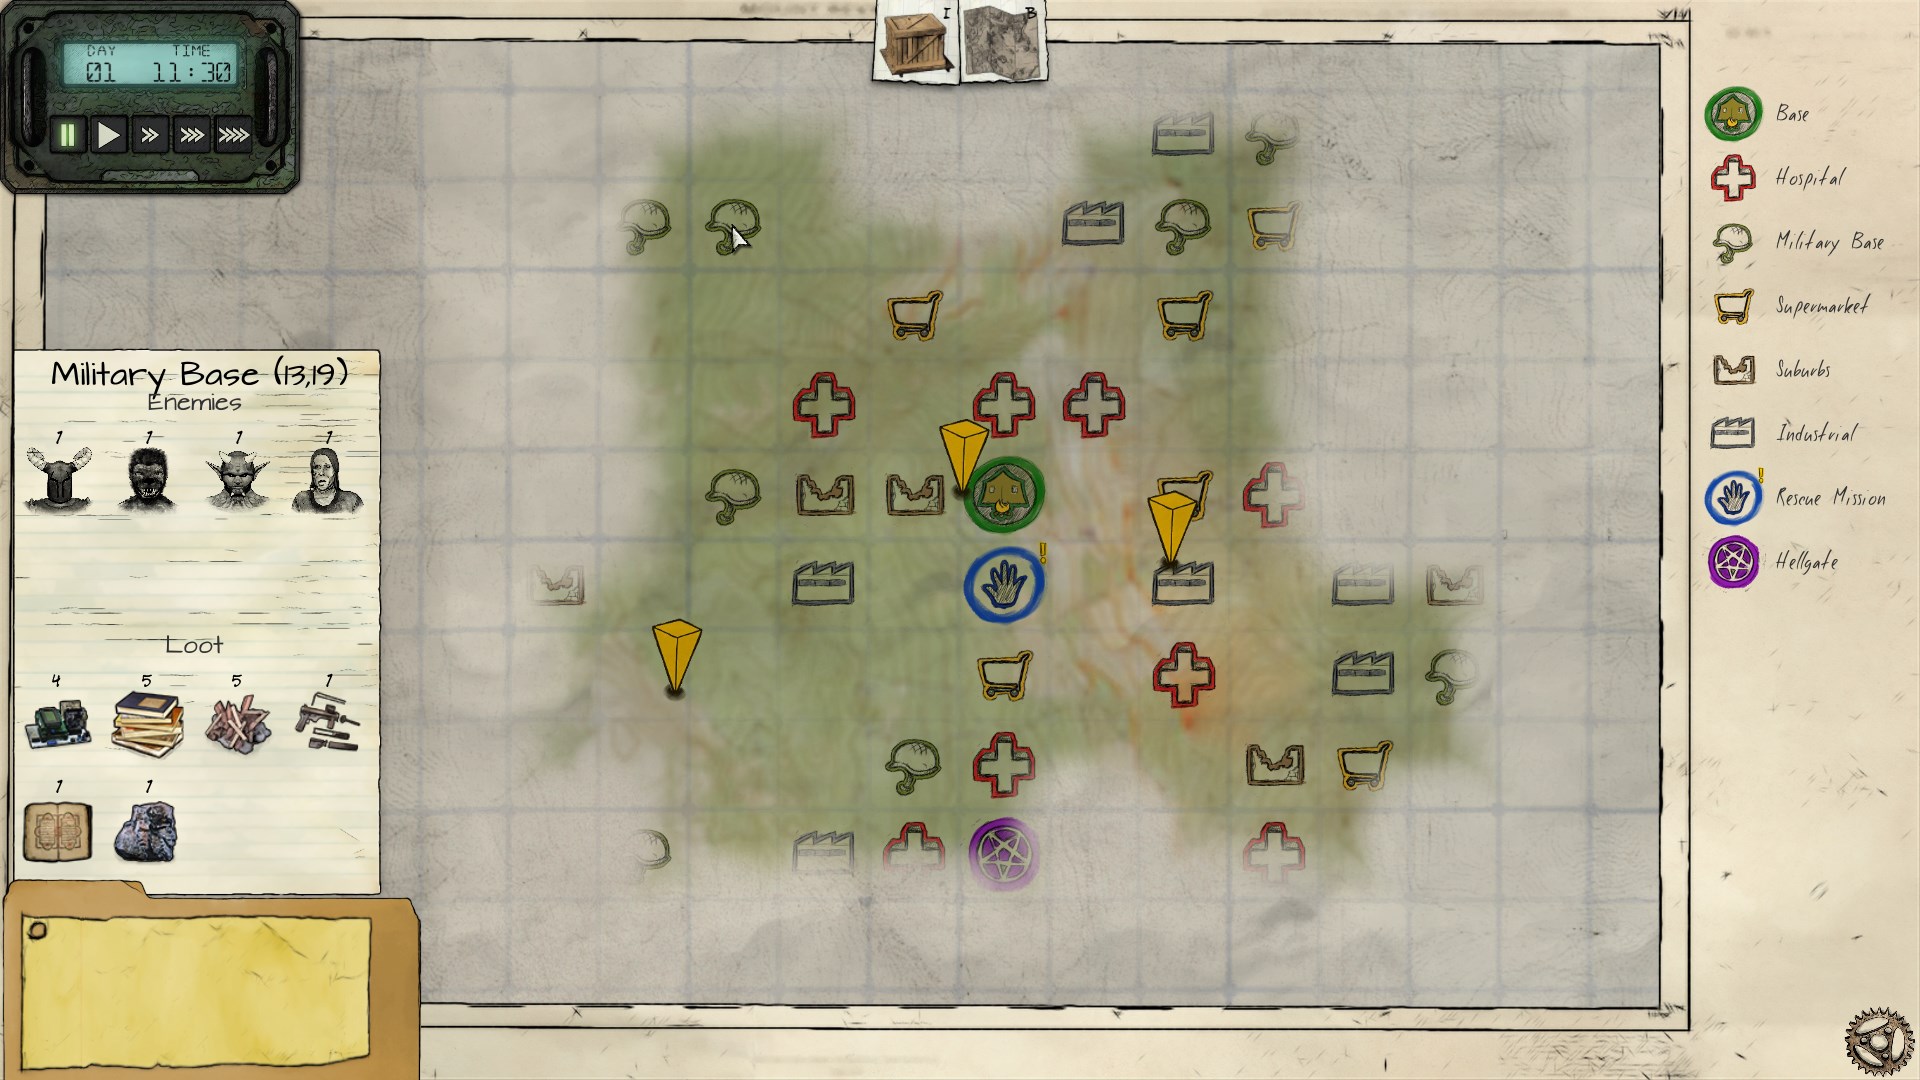 DAY TIME
01 11:30
I
B
Military Base (13,19)
Enemies
1 1 1 1
Loot
4 5 5 1
1 1
Base
Hospital
Military Base
Supermarket
Suburbs
Industrial
!
Rescue Mission
Hellgate
!